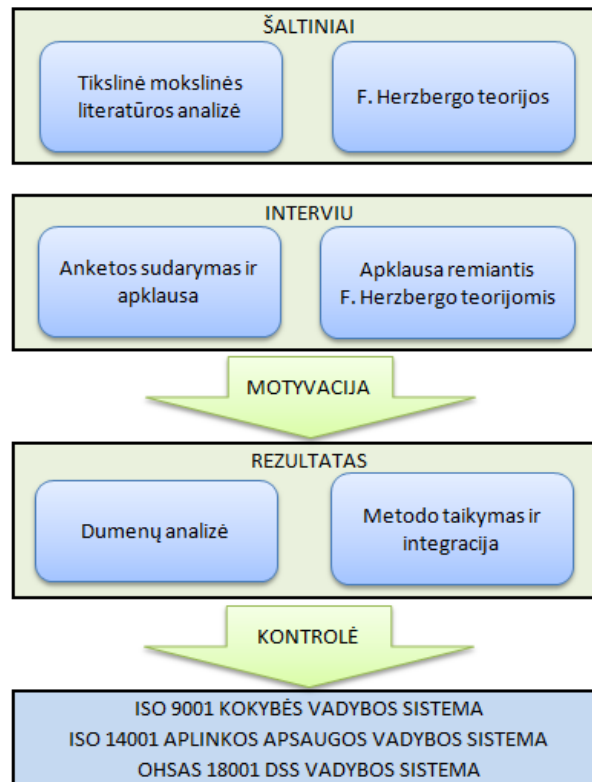 ŠALTINIAI
Tikslinė mokslinės
literatūros analizė
F. Herzbergo teorijos
INTERVIU
Anketos sudarymas ir
apklausa
Apklausa remiantis
F. Herzbergo teorijomis
MOTYVACIJA
REZULTATAS
Dumenų analizė
Metodo taikymas ir
integracija
KONTROLĖ
ISO 9001 KOKYBĖS VADYBOS SISTEMA
ISO 14001 APLINKOS APSAUGOS VADYBOS SISTEMA
OHSAS 18001 DSS VADYBOS SISTEMA